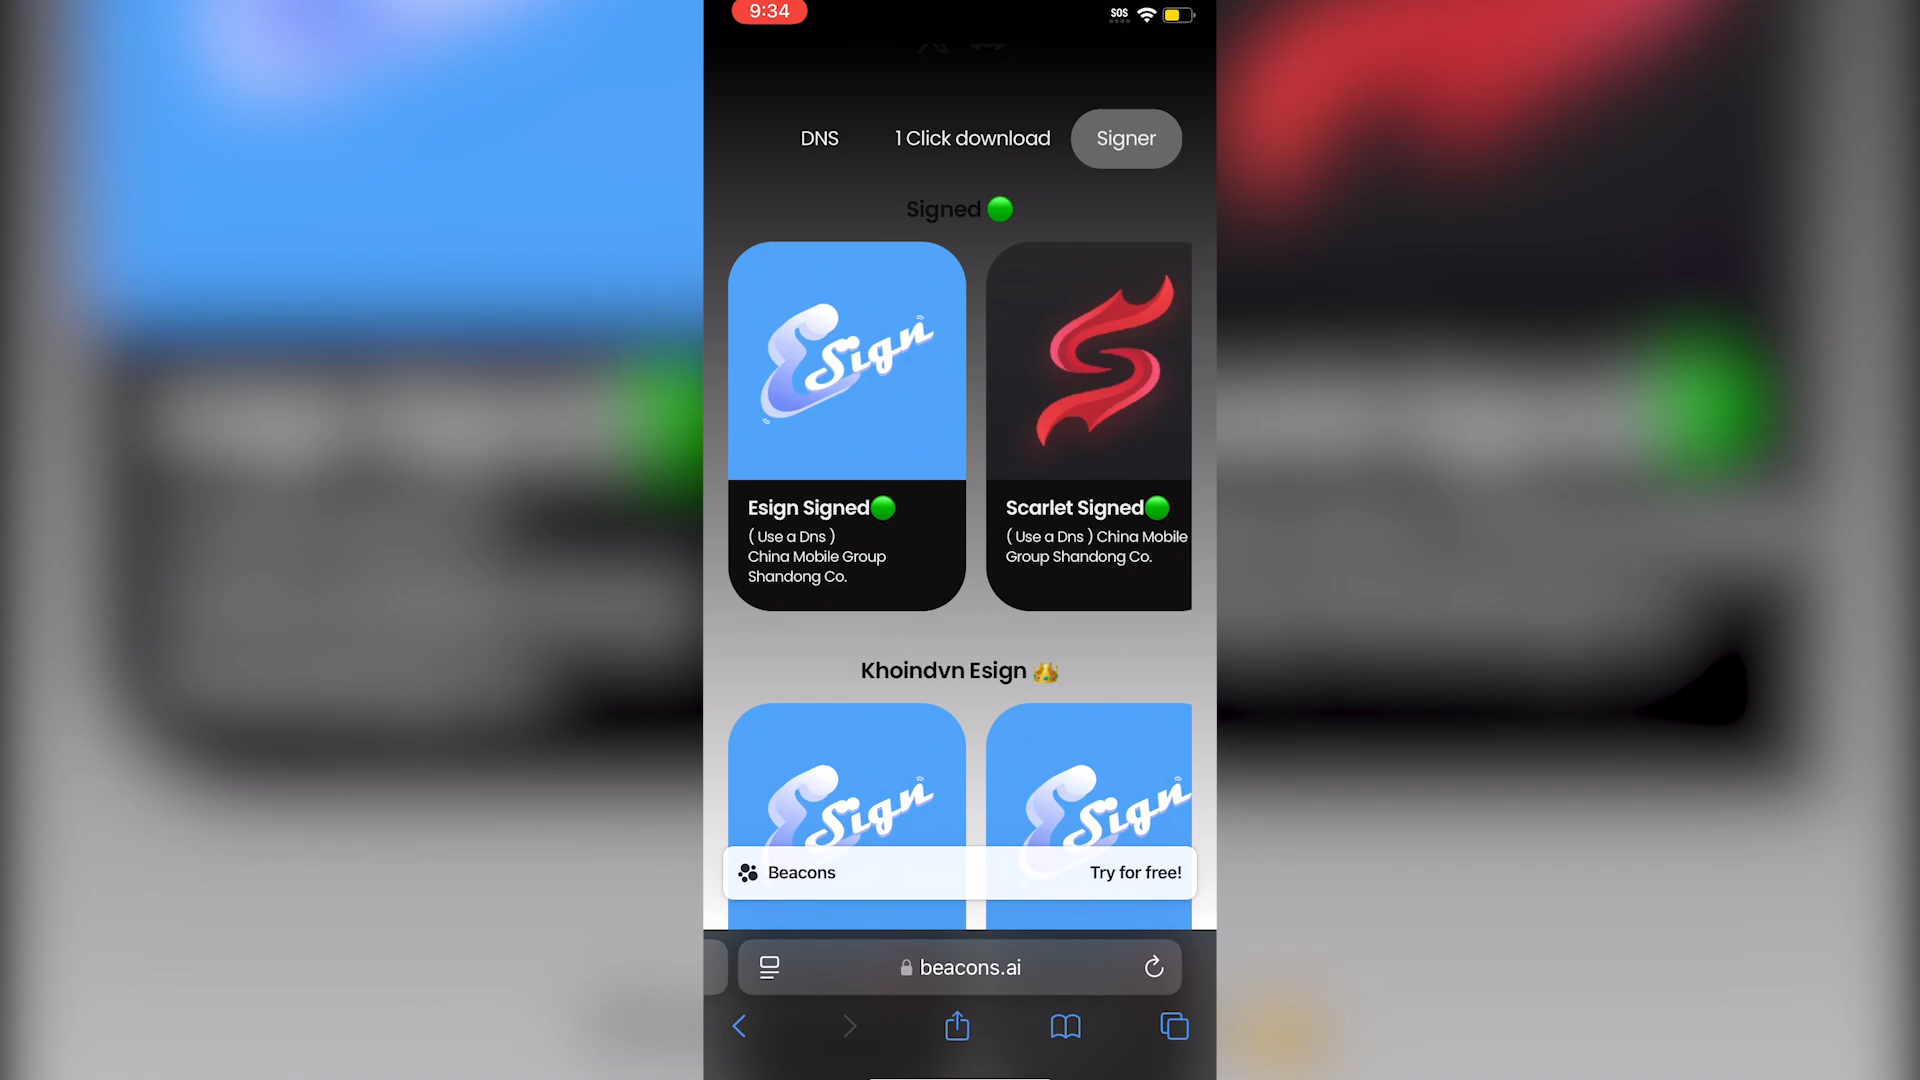 9:34
SOS
DNS
1 Click download
Signer
Signed
Esign
Esign Signed
( Use a Dns )
China Mobile Group
Shandong Co.
Scarlet Signed
( Use a Dns ) China Mobile
Group Shandong Co.
Khoindvn Esign
Esign
Esign
Beacons
Try for free!
beacons.ai